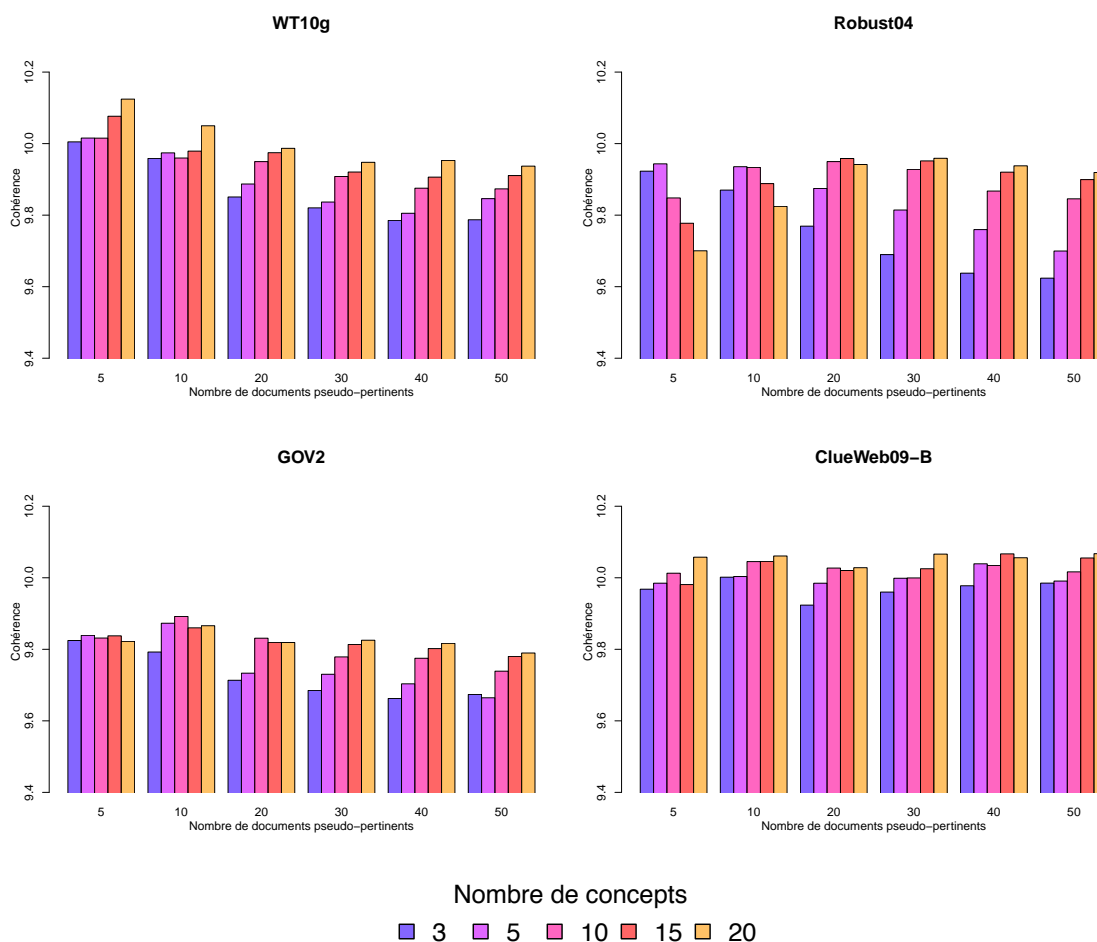 WT10g
Cohérence
10.2
10.0
9.8
9.6
9.4
5 10 20 30 40 50
Nombre de documents pseudo−pertinents
Robust04
Cohérence
10.2
10.0
9.8
9.6
9.4
5 10 20 30 40 50
Nombre de documents pseudo−pertinents
GOV2
Cohérence
10.2
10.0
9.8
9.6
9.4
5 10 20 30 40 50
Nombre de documents pseudo−pertinents
ClueWeb09−B
Cohérence
10.2
10.0
9.8
9.6
9.4
5 10 20 30 40 50
Nombre de documents pseudo−pertinents
Nombre de concepts
3 5 10 15 20